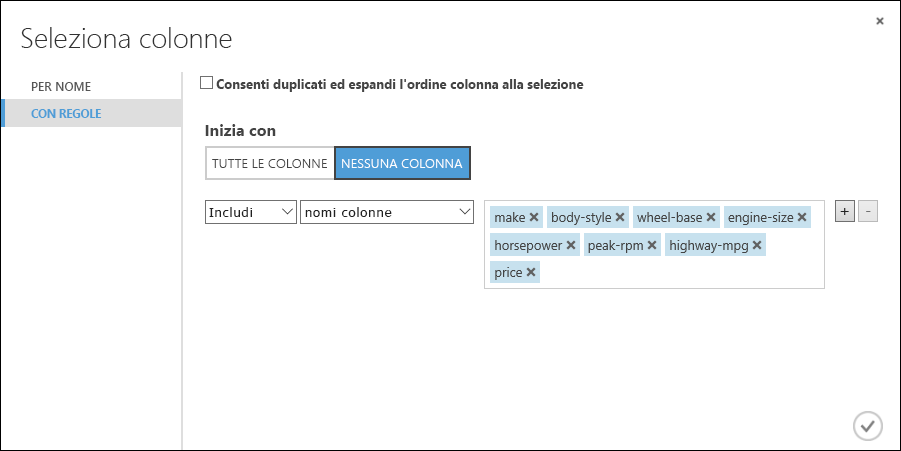 Seleziona colonne
PER NOME
CON REGOLE
Consenti duplicati ed espandi l'ordine colonna alla selezione
Inizia con
TUTTE LE COLONNE NESSUNA COLONNA
Includi nomi colonne
make body-style wheel-base engine-size
horsepower peak-rpm highway-mpg
price
+ -